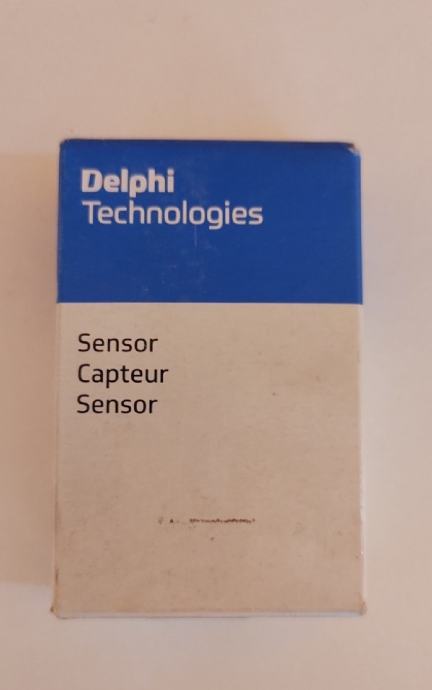 Delphi
Technologies
Sensor
Capteur
Sensor